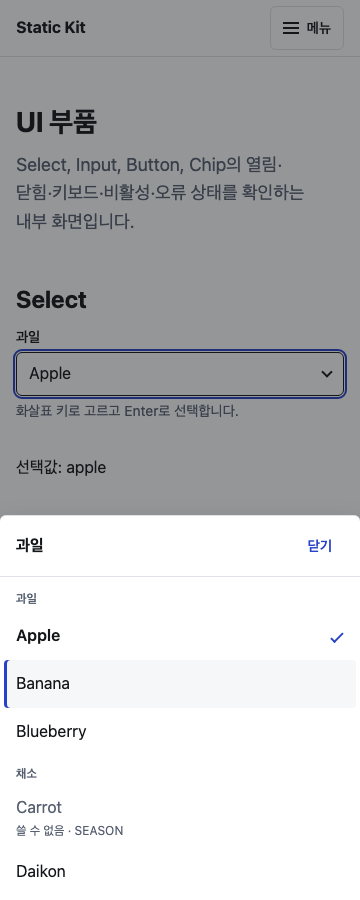 Static Kit
메뉴
UI 부품
Select, Input, Button, Chip의 열림·
닫힘·키보드·비활성·오류 상태를 확인하는
내부 화면입니다.
Select
과일
Apple
화살표 키로 고르고 Enter로 선택합니다.
선택값: apple
과일
닫기
과일
Apple
Banana
Blueberry
채소
Carrot
쓸 수 없음 · SEASON
Daikon